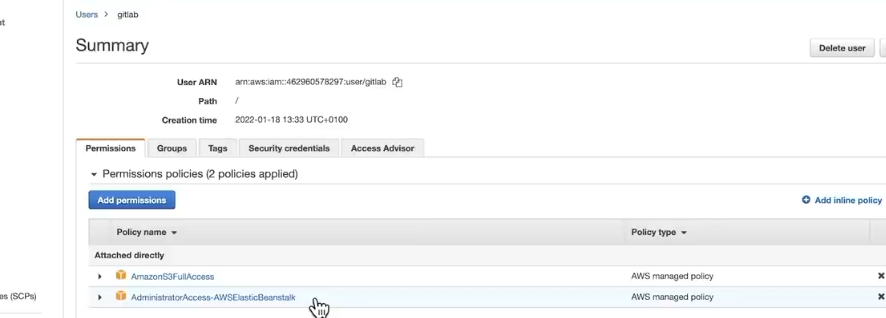 nt
Users > gitlab
Summary
Delete user
User ARN arn:aws:iam::462960578297:user/gitlab
Path /
Creation time 2022-01-18 13:33 UTC+0100
Permissions Groups Tags Security credentials Access Advisor
Permissions policies (2 policies applied)
Add permissions Add inline policy
Policy name Policy type
Attached directly
AmazonS3FullAccess AWS managed policy
es (SCPs)
AdministratorAccess-AWSElasticBeanstalk AWS managed policy